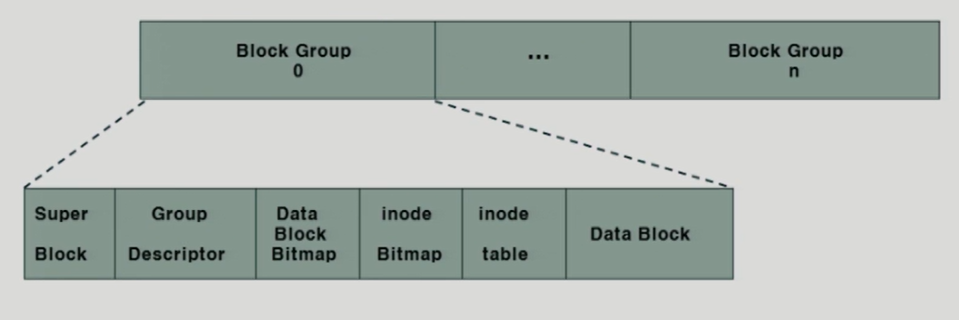 Block Group
0
...
Block Group
n
Super
Block
Group
Descriptor
Data
Block
Bitmap
inode
Bitmap
inode
table
Data Block